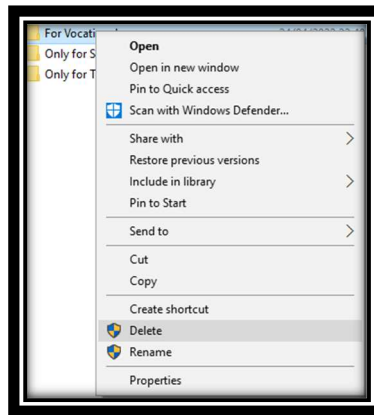 For Vocati
Only for S
Only for T
Open
Open in new window
Pin to Quick access
Scan with Windows Defender...
Share with
Restore previous versions
Include in library
Pin to Start
Send to
Cut
Copy
Create shortcut
Delete
Rename
Properties